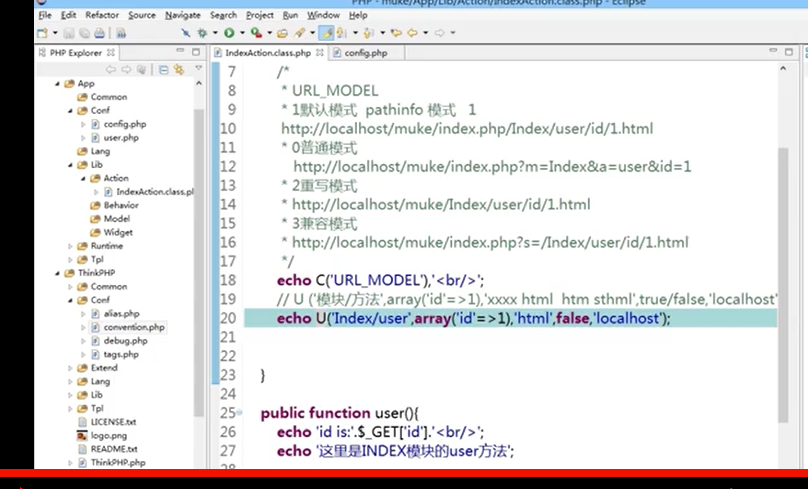 PHP - muke/App/Lib/Action/IndexAction.class.php - Eclipse
File Edit Refactor Source Navigate Search Project Run Window Help
PHP Explorer
IndexAction.class.php
config.php
App
Common
Conf
config.php
user.php
Lang
Lib
Action
IndexAction.class.pl
Behavior
Model
Widget
Runtime
Tpl
ThinkPHP
Common
Conf
alias.php
convention.php
debug.php
tags.php
Extend
Lang
Lib
Tpl
LICENSE.txt
logo.png
README.txt
ThinkPHP.php
7 /*
8 * URL_MODEL
9 * 1默认模式 pathinfo 模式 1
10 http://localhost/muke/index.php/Index/user/id/1.html
11 * 0普通模式
12 http://localhost/muke/index.php?m=Index&a=user&id=1
13 * 2重写模式
14 * http://localhost/muke/Index/user/id/1.html
15 * 3兼容模式
16 * http://localhost/muke/index.php?s=/Index/user/id/1.html
17 */
18 echo C('URL_MODEL'),'<br/>';
19 // U ('模块/方法',array('id'=>1),'xxxx html htm sthml',true/false,'localhost'
20 echo U('Index/user',array('id'=>1),'html',false,'localhost');
21
22
23 }
24
25 public function user(){
26 echo 'id is:'.$_GET['id'].'<br/>';
27 echo '这里是INDEX模块的user方法';
28